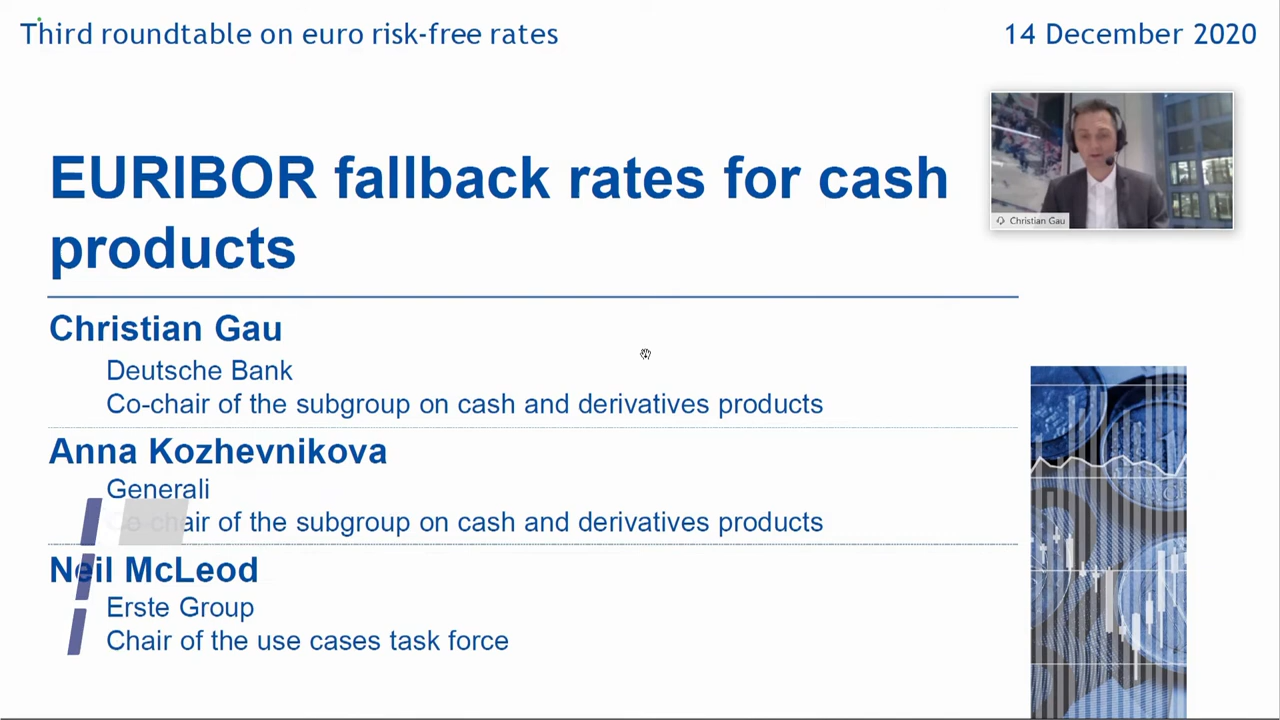 Third roundtable on euro risk-free rates
14 December 2020
EURIBOR fallback rates for cash
products
Christian Gau
Christian Gau
Deutsche Bank
Co-chair of the subgroup on cash and derivatives products
Anna Kozhevnikova
Generali
Co-chair of the subgroup on cash and derivatives products
Neil McLeod
Erste Group
Chair of the use cases task force